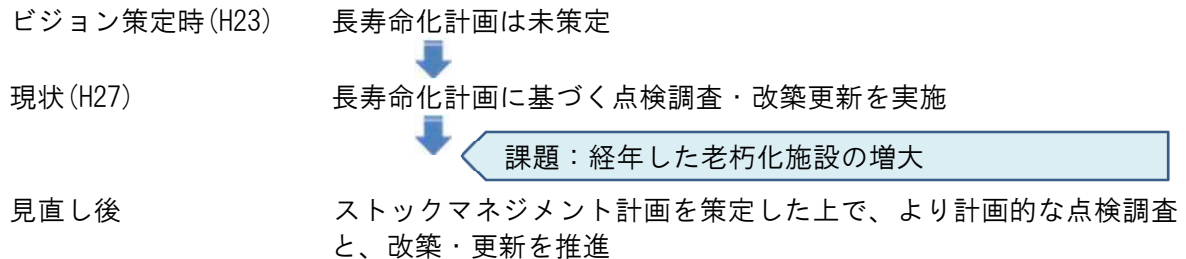 ビジョン策定時(H23) 長寿命化計画は未策定
現状(H27) 長寿命化計画に基づく点検調査・改築更新を実施
課題：経年した老朽化施設の増大
見直し後 ストックマネジメント計画を策定した上で、より計画的な点検調査
と、改築・更新を推進